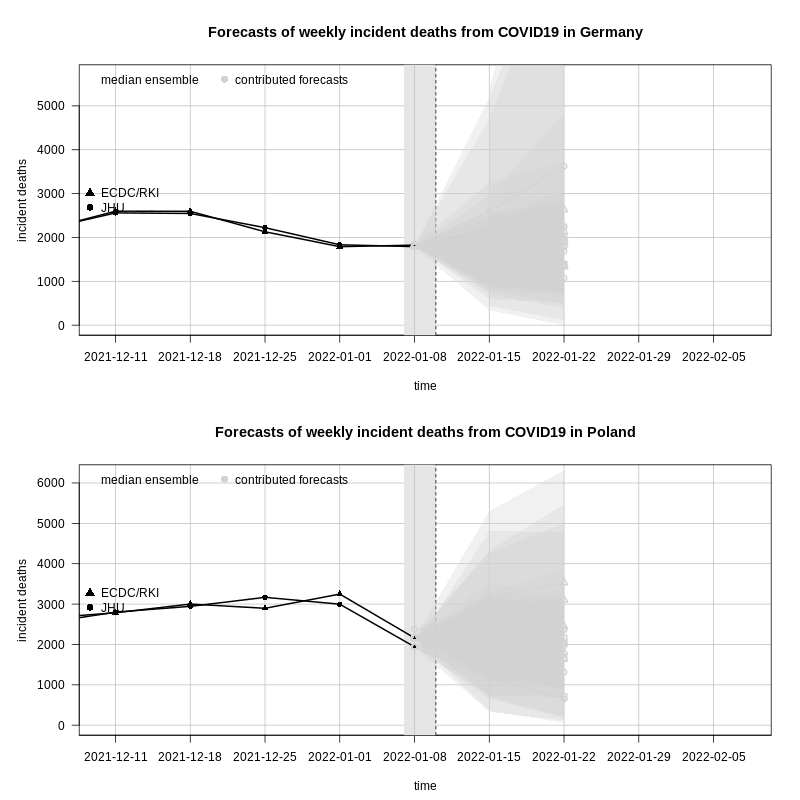 Forecasts of weekly incident deaths from COVID19 in Germany
median ensemble contributed forecasts
5000
4000
3000
2000
1000
0
incident deaths
ECDC/RKI
JHU
2021-12-11 2021-12-18 2021-12-25 2022-01-01 2022-01-08 2022-01-15 2022-01-22 2022-01-29 2022-02-05
time
Forecasts of weekly incident deaths from COVID19 in Poland
median ensemble contributed forecasts
6000
5000
4000
3000
2000
1000
0
incident deaths
ECDC/RKI
JHU
2021-12-11 2021-12-18 2021-12-25 2022-01-01 2022-01-08 2022-01-15 2022-01-22 2022-01-29 2022-02-05
time